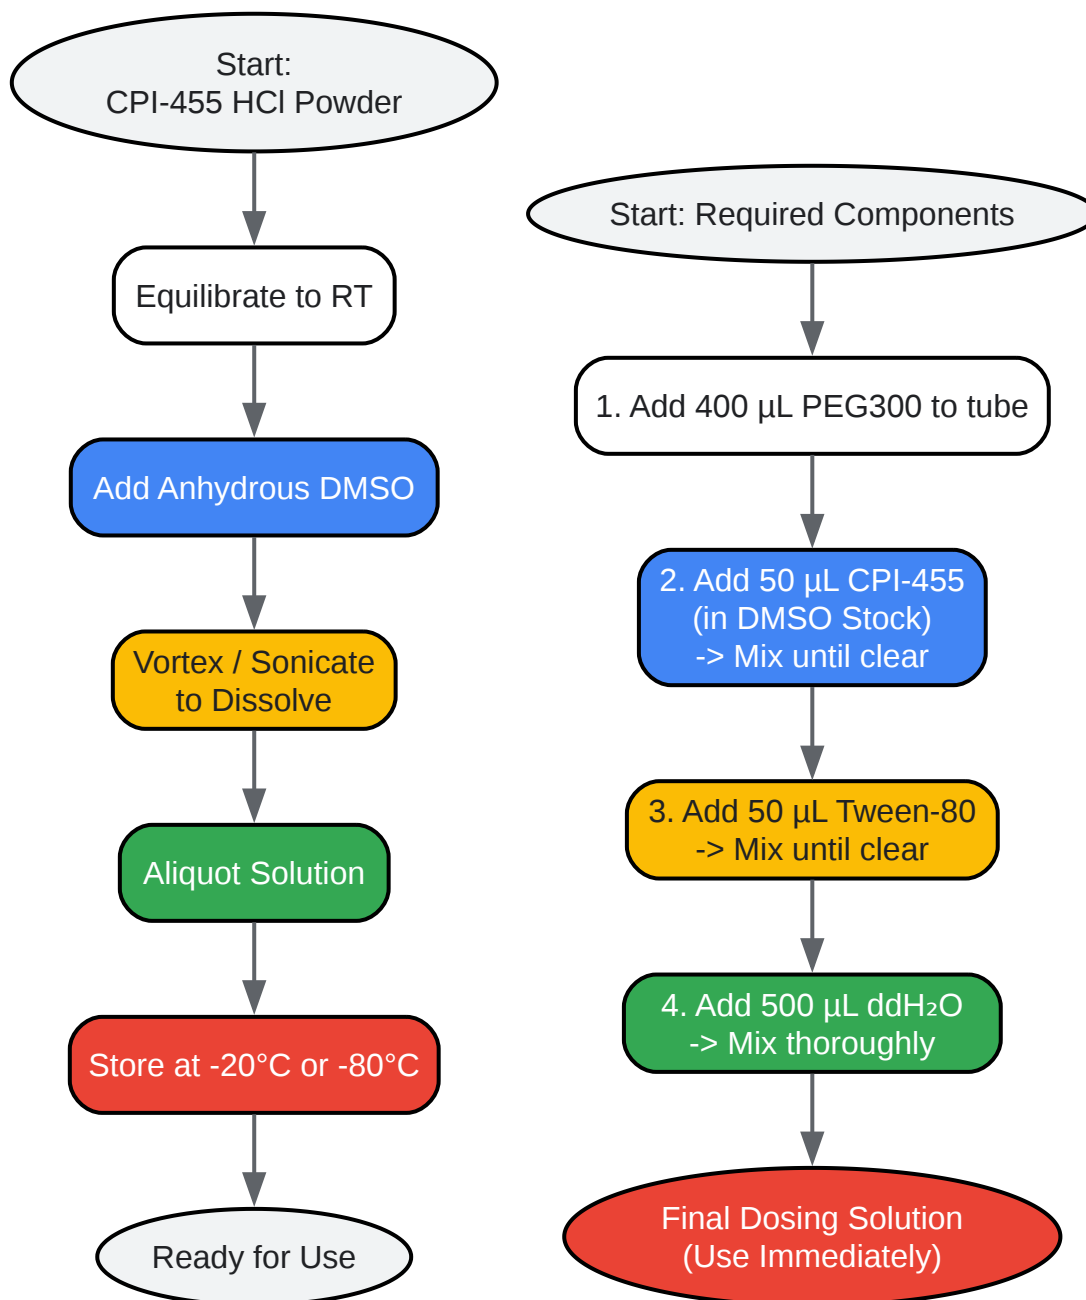 Start:
CPI-455 HCl Powder
Equilibrate to RT
Add Anhydrous DMSO
Vortex / Sonicate
to Dissolve
Aliquot Solution
Store at -20°C or -80°C
Ready for Use
Start: Required Components
1. Add 400 µL PEG300 to tube
2. Add 50 µL CPI-455
(in DMSO Stock)
-> Mix until clear
3. Add 50 µL Tween-80
-> Mix until clear
4. Add 500 µL ddH₂O
-> Mix thoroughly
Final Dosing Solution
(Use Immediately)